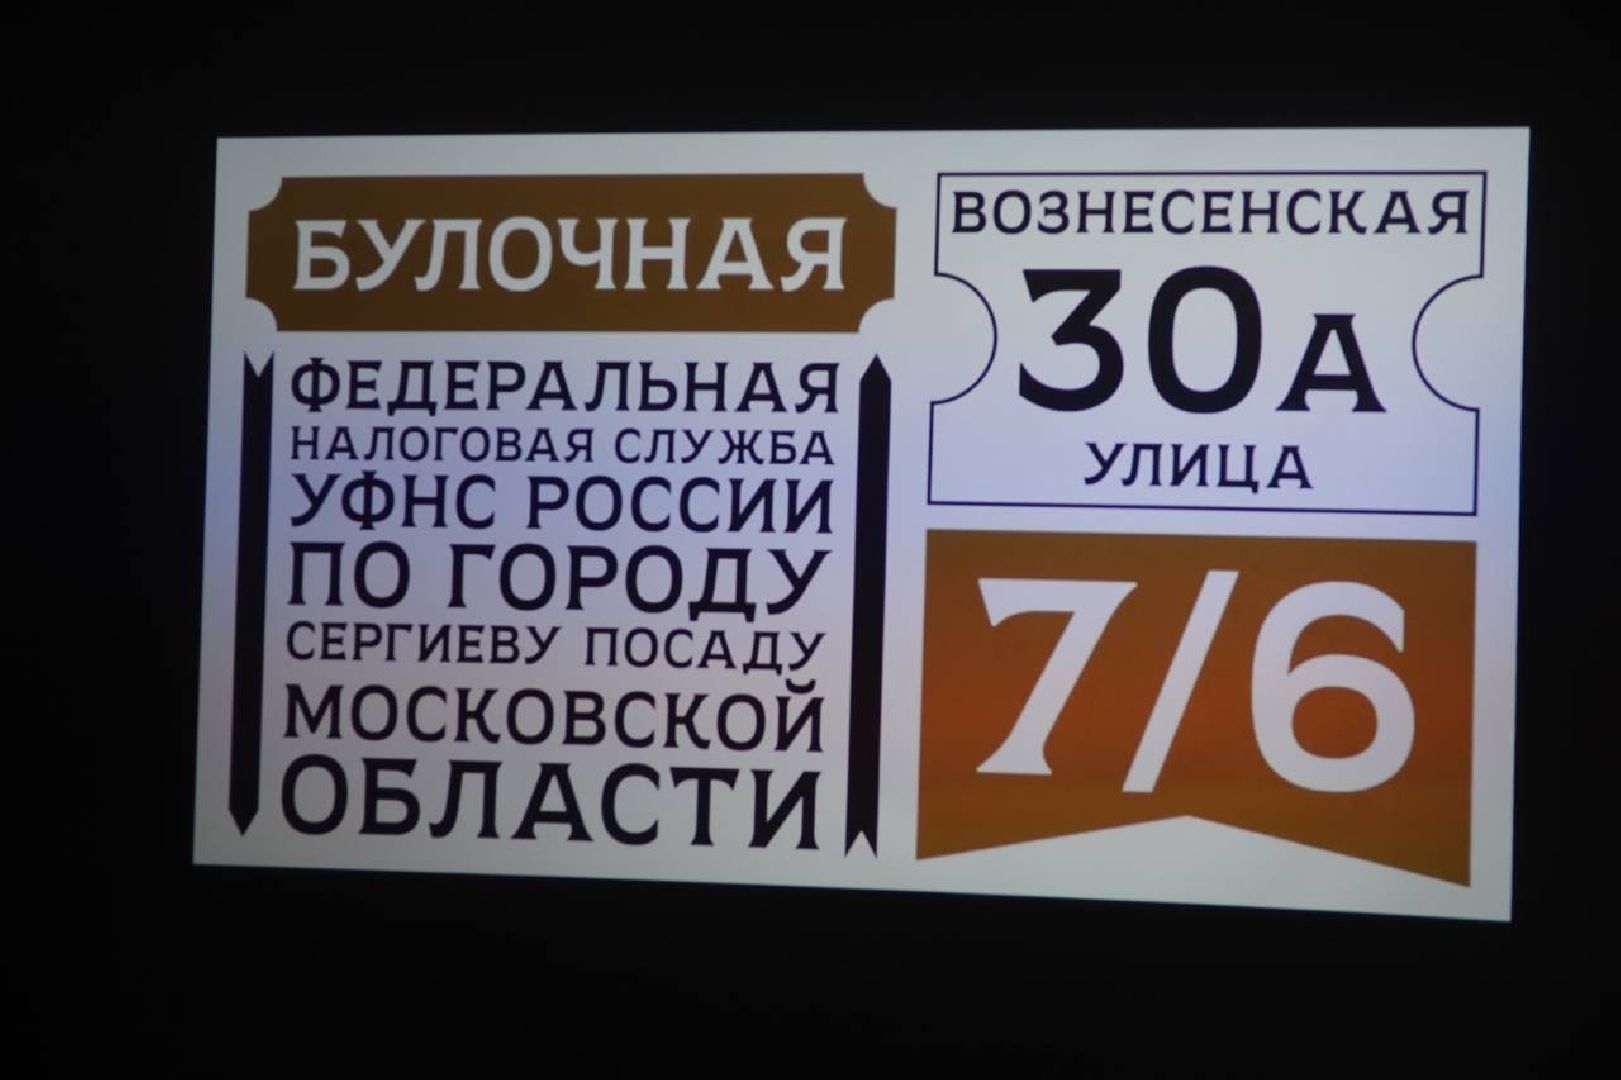 БУЛОЧНАЯ
ФЕДЕРАЛЬНАЯ
НАЛОГОВАЯ СЛУЖБА
УФНС РОССИИ
ПО ГОРОДУ
СЕРГИЕВУ ПОСАДУ
МОСКОВСКОЙ
ОБЛАСТИ
ВОЗНЕСЕНСКАЯ
30А
УЛИЦА
7/6